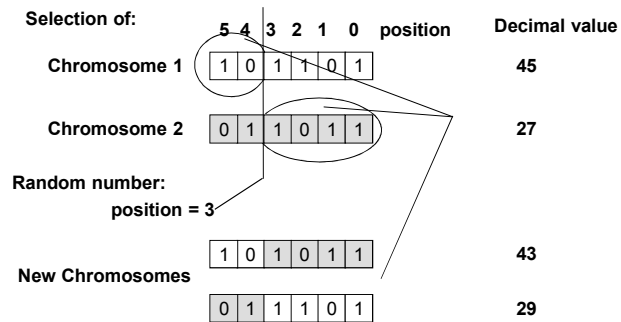 Selection of:
5 4 3 2 1 0 position Decimal value
Chromosome 1 1 0 1 1 0 1 45
Chromosome 2 0 1 1 0 1 1 27
Random number:
position = 3
1 0 1 0 1 1 43
New Chromosomes
0 1 1 1 0 1 29